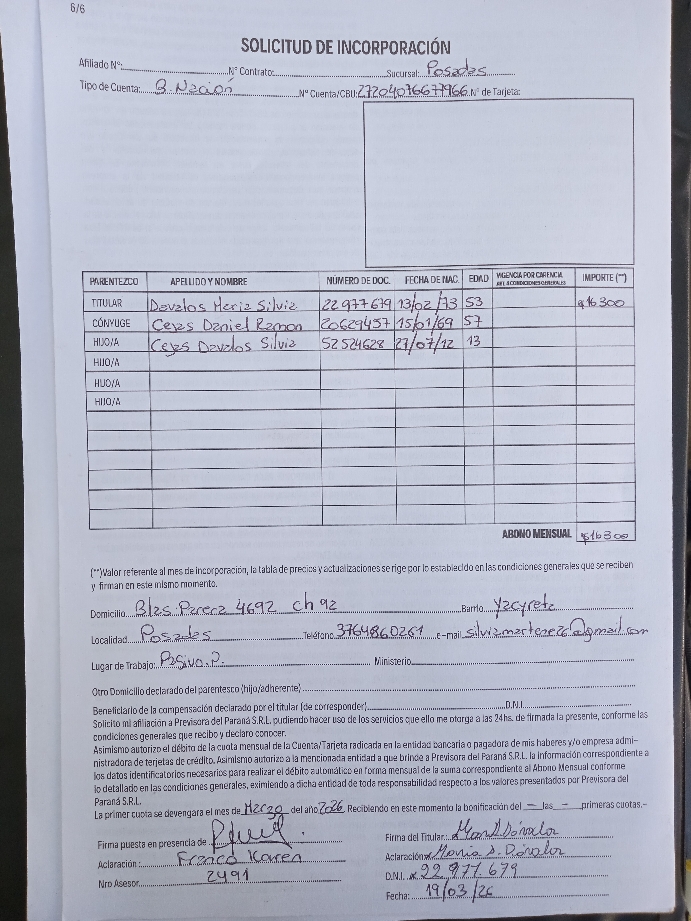 6/6
SOLICITUD DE INCORPORACIÓN
Afiliado Nº: Nº Contrato: Sucursal: Posadas
Tipo de Cuenta: B. Nación Nº Cuenta/CBU: 27204076677966 Nº de Tarjeta:
PARENTEZCO APELLIDO Y NOMBRE NÚMERO DE DOC. FECHA DE NAC. EDAD VIGENCIA POR CARENCIA IMPORTE (**)
TITULAR Davalos Maria Silvia 22977679 13/02/73 53 $16300
CÓNYUGE Ceyas Daniel Ramon 20629457 15/01/69 57
HIJO/A Ceyas Davalos Silvia 52524628 27/07/12 13
HIJO/A
HIJO/A
HIJO/A
ABONO MENSUAL $16300
(**)Valor referente al mes de incorporación, la tabla de precios y actualizaciones se rige por lo establecido en las condiciones generales que se reciben
y firman en este mismo momento.
Domicilio Blas Parera 4692 ch 92 Barrio Yacyreta
Localidad Posadas Teléfono 3764860261 e-mail
Lugar de Trabajo: Ministerio
Otro Domicilio declarado del parentesco (hijo/adherente)
Beneficiario de la compensación declarado por el titular (de corresponder) D.N.I.
Solicito mi afiliación a Previsora del Paraná S.R.L. pudiendo hacer uso de los servicios que ello me otorga a las 24hs. de firmada la presente, conforme las
condiciones generales que recibo y declaro conocer.
Asimismo autorizo el débito de la cuota mensual de la Cuenta/Tarjeta radicada en la entidad bancaria o pagadora de mis haberes y/o empresa admi-
nistradora de terjetas de crédito. Asimismo autorizo a la mencionada entidad a que brinde a Previsora del Paraná S.R.L. la información correspondiente a
los datos identificatorios necesarios para realizar el débito automático en forma mensual de la suma correspondiente al Abono Mensual conforme
lo detallado en las condiciones generales, eximiendo a dicha entidad de toda responsabilidad respecto a los valores presentados por Previsora del
Paraná S.R.L.
La primer cuota se devengara el mes de Marzo del año 2026 Recibiendo en este momento la bonificación del – las – primeras cuotas.-
Firma puesta en presencia de Firma del Titular:
Aclaración: Franco Karen Aclaración: Maria S. Dávalos
Nro Asesor 2491 D.N.I. 22 977 679
Fecha: 19/03/26